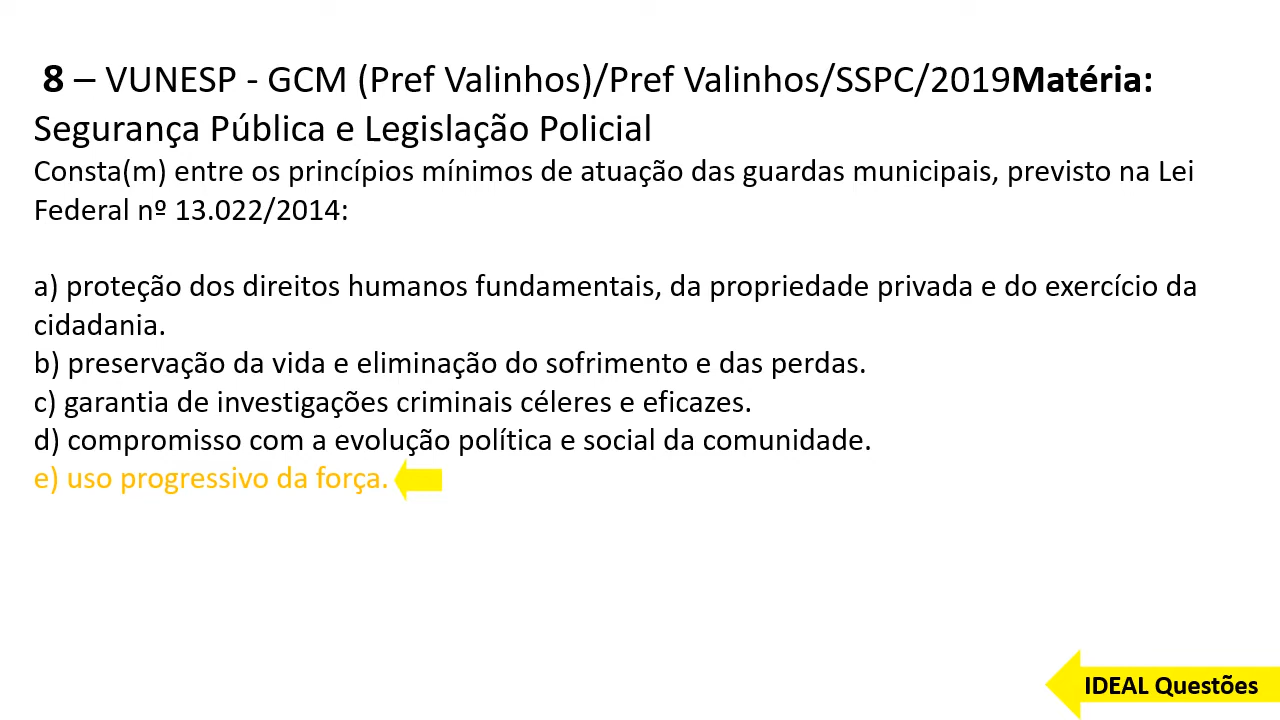 8 – VUNESP - GCM (Pref Valinhos)/Pref Valinhos/SSPC/2019Matéria:
Segurança Pública e Legislação Policial
Consta(m) entre os princípios mínimos de atuação das guardas municipais, previsto na Lei
Federal nº 13.022/2014:
a) proteção dos direitos humanos fundamentais, da propriedade privada e do exercício da
cidadania.
b) preservação da vida e eliminação do sofrimento e das perdas.
c) garantia de investigações criminais céleres e eficazes.
d) compromisso com a evolução política e social da comunidade.
e) uso progressivo da força.
IDEAL Questões